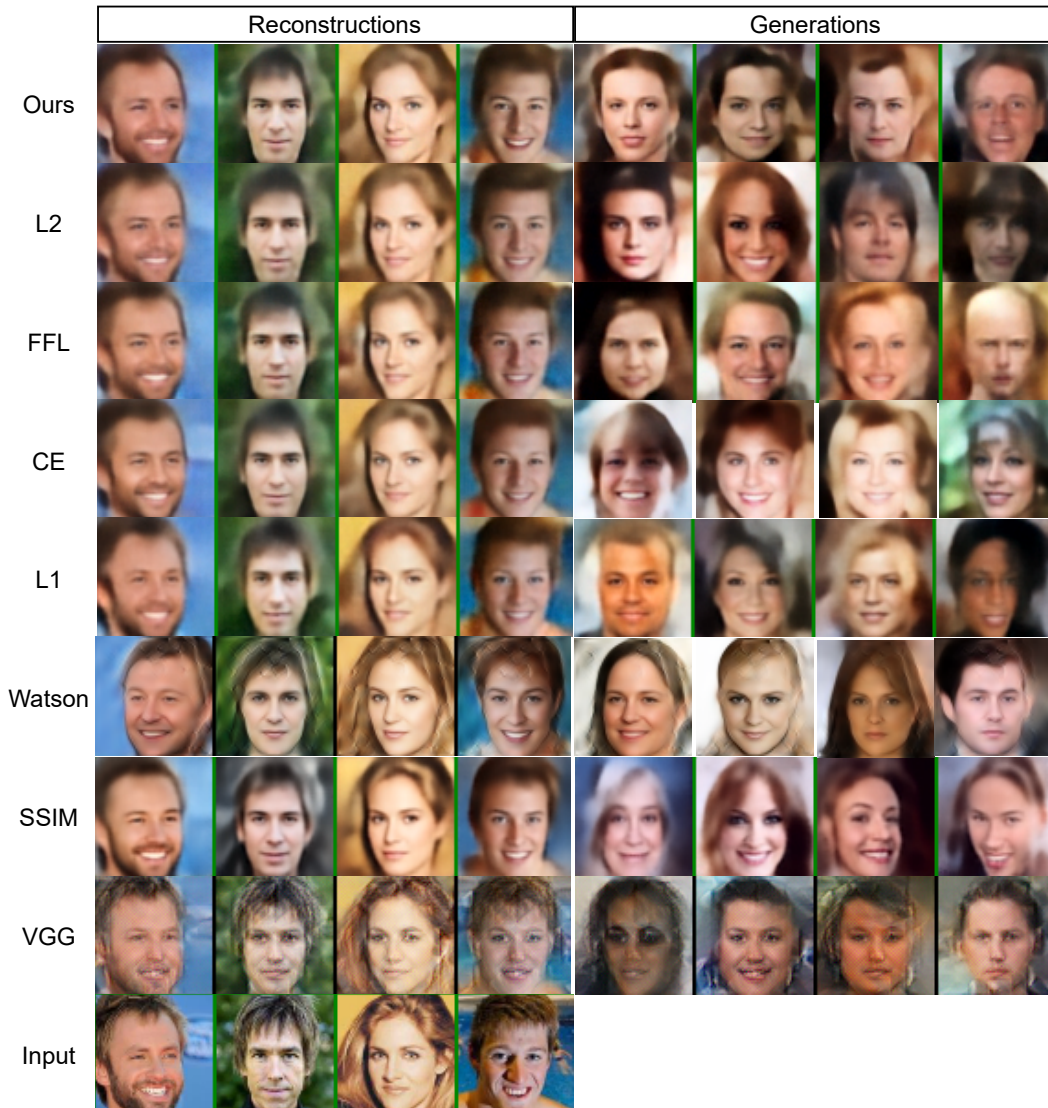 Reconstructions
Generations
Ours
L2
FFL
CE
L1
Watson
SSIM
VGG
Input